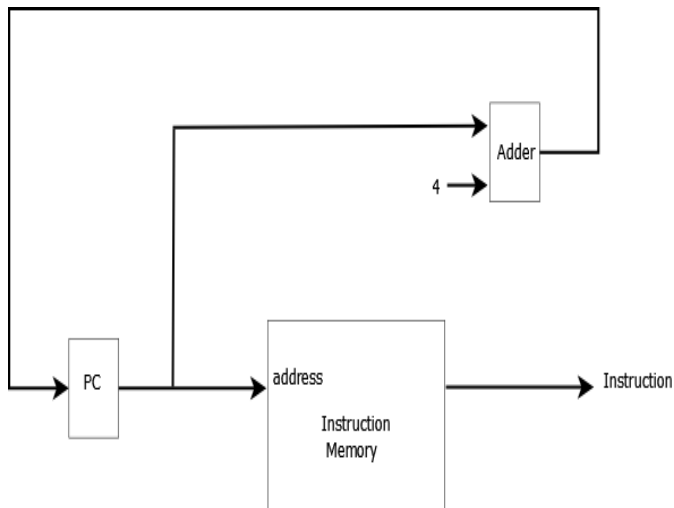 Adder
4
PC
address
Instruction
Memory
Instruction